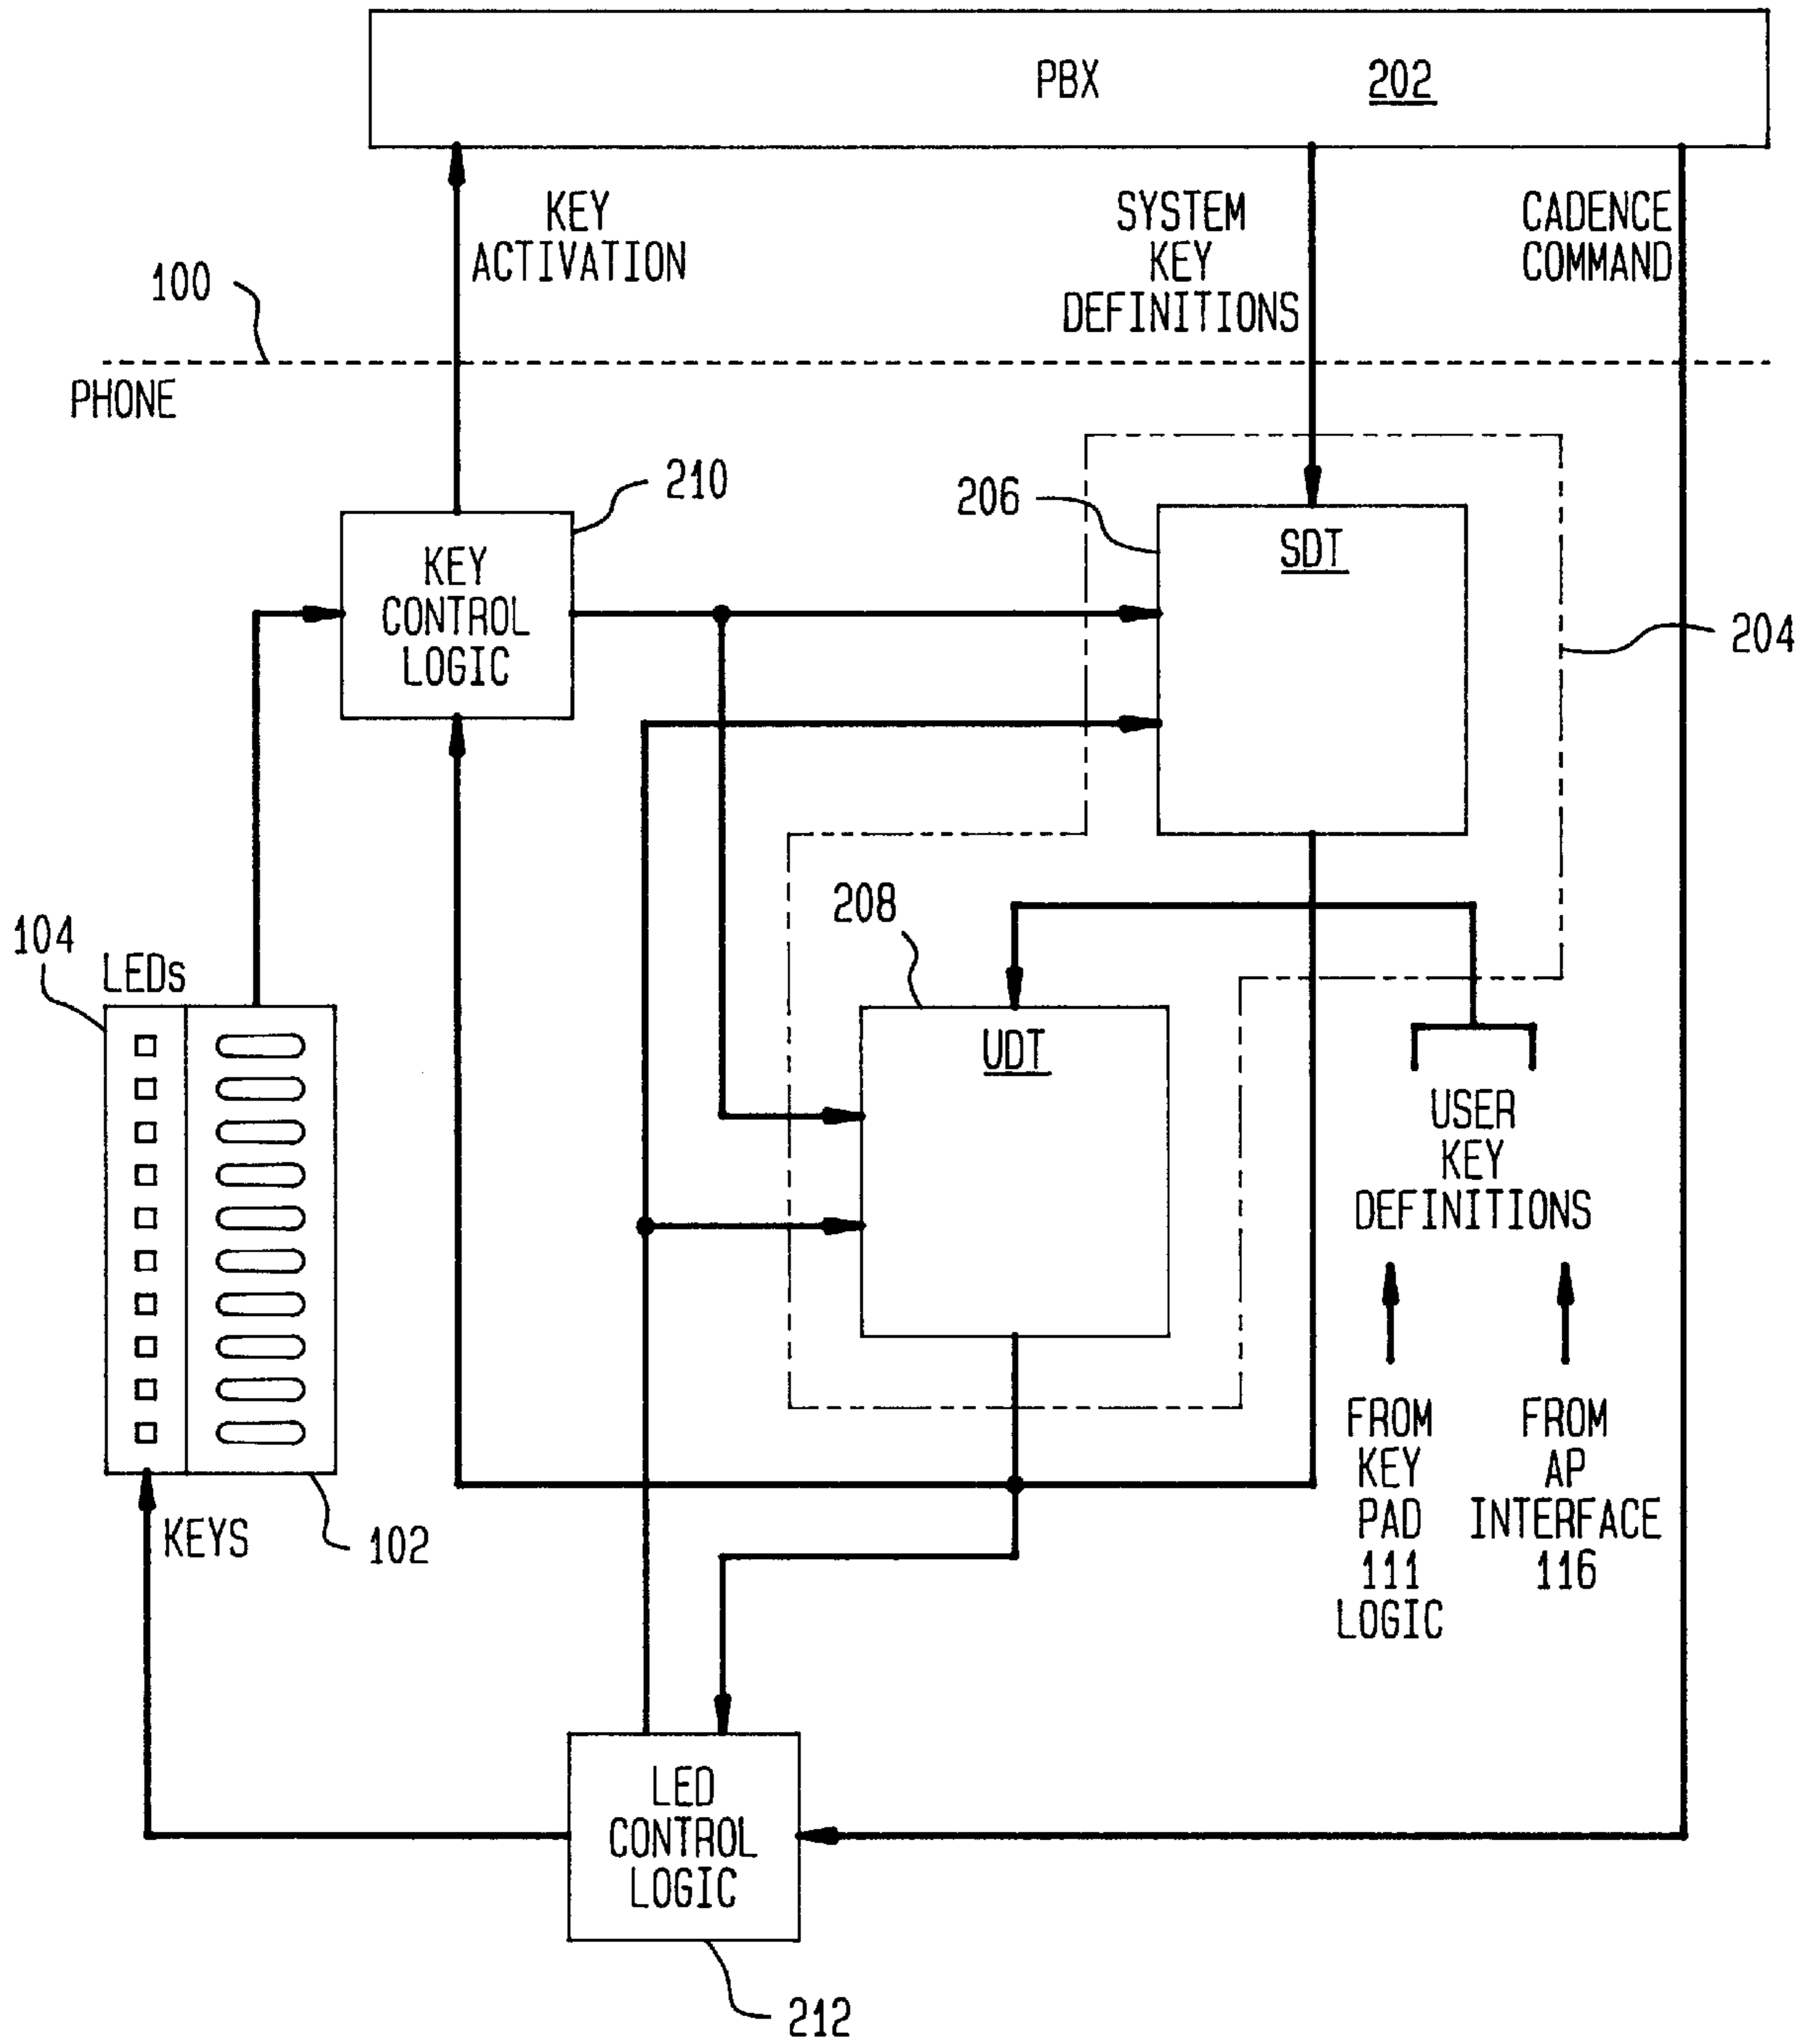 PBX 202
KEY
ACTIVATION
SYSTEM
KEY
DEFINITIONS
CADENCE
COMMAND
100
PHONE
210
KEY
CONTROL
LOGIC
206
SDT
204
208
UDT
104
LEDs
USER
KEY
DEFINITIONS
FROM
KEY
PAD
111
LOGIC
FROM
AP
INTERFACE
116
KEYS
102
LED
CONTROL
LOGIC
212